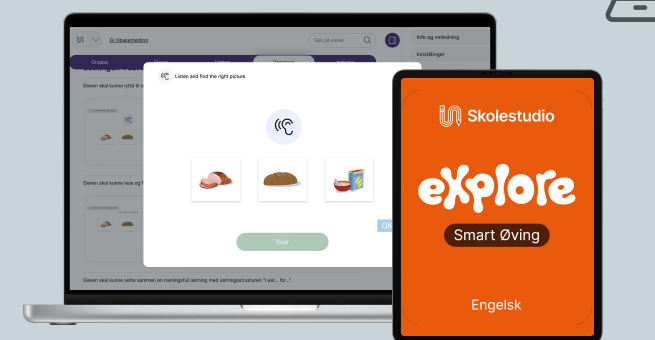 Gi tilbakemelding
Søk på elever
Info og veiledning
Innstillinger
Gruppe
Eleven skal kunne lytte til o
Listen and find the right picture.
Eleven skal kunne lese og f
OK
Svar
Eleven skal kunne sette sammen en meningsfull setning med setningsstrukturen "I eat... for...".
Skolestudio
eXplore
Smart Øving
Engelsk